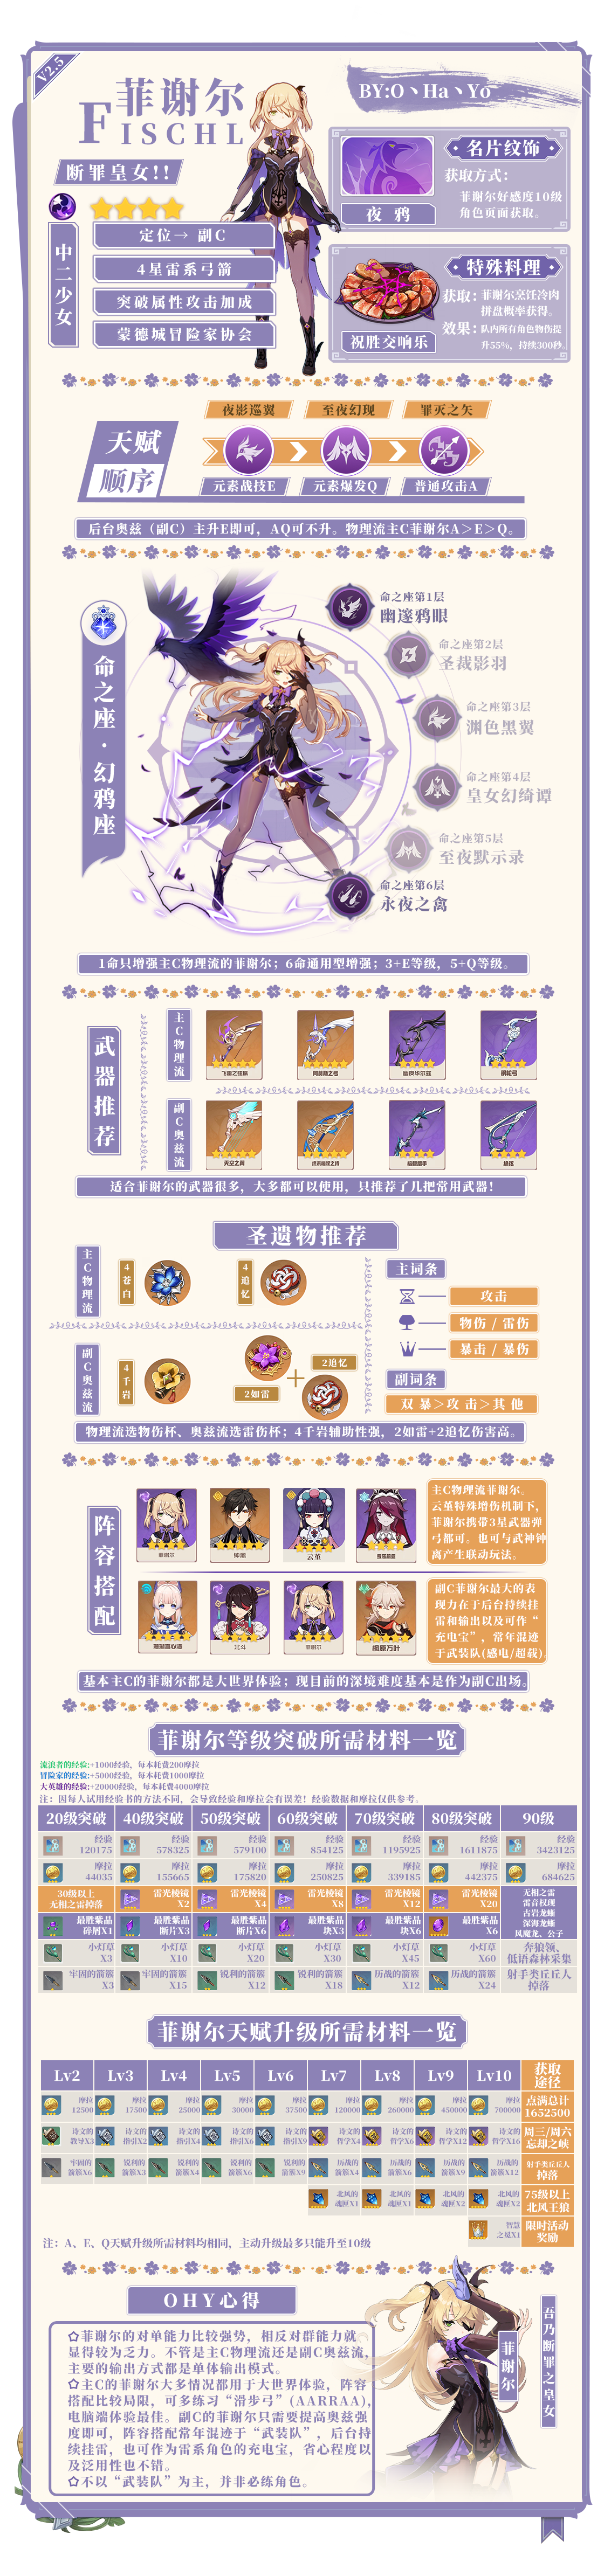 V2.5
菲谢尔
FISCHL
BY:O丶Ha丶Yo
断罪皇女!!
中二少女
定位→ 副C
4星雷系弓箭
突破属性攻击加成
蒙德城冒险家协会
名片纹饰
获取方式:
菲谢尔好感度10级
角色页面获取。
夜 鸦
特殊料理
获取: 菲谢尔烹饪冷肉
拼盘概率获得。
效果: 队内所有角色物伤提
升55%, 持续300秒。
祝胜交响乐
天赋
顺序
夜影巡翼
至夜幻现
罪灭之矢
元素战技E
元素爆发Q
普通攻击A
后台奥兹（副C）主升E即可，AQ可不升。物理流主C菲谢尔A＞E＞Q。
命之座·幻鸦座
命之座第1层
幽邃鸦眼
命之座第2层
圣裁影羽
命之座第3层
渊色黑翼
命之座第4层
皇女幻绮谭
命之座第5层
至夜默示录
命之座第6层
永夜之禽
1命只增强主C物理流的菲谢尔；6命通用型增强；3+E等级，5+Q等级。
武器推荐
主C物理流
飞雷之弦振
风花之颂
幽夜华尔兹
钢轮弓
副C奥兹流
天空之翼
终末嗟叹之诗
绝弦
适合菲谢尔的武器很多，大多都可以使用，只推荐了几把常用武器！
圣遗物推荐
主C物理流
4苍白
4追忆
副C奥兹流
4千岩
2如雷
2追忆
主词条
攻击
物伤 / 雷伤
暴击 / 暴伤
副词条
双 暴＞攻 击＞其 他
物理流选物伤杯、奥兹流选雷伤杯；4千岩辅助性强，2如雷+2追忆伤害高。
阵容搭配
菲谢尔
钟离
云堇
罗莎莉亚
主C物理流菲谢尔。
云堇特殊增伤机制下，
菲谢尔携带3星武器弹
弓都可。也可与武神钟
离产生联动玩法。
珊瑚宫心海
北斗
菲谢尔
枫原万叶
副C菲谢尔最大的表
现力在于后台持续挂
雷和输出以及可作“
充电宝”，常年混迹
于武装队(感电/超载)
基本主C的菲谢尔都是大世界体验；现目前的深境难度基本是作为副C出场。
菲谢尔等级突破所需材料一览
流浪者的经验:+1000经验，每本耗费200摩拉
冒险家的经验:+5000经验，每本耗费1000摩拉
大英雄的经验:+20000经验，每本耗费4000摩拉
注：因每人试用经验书的方法不同，会导致经验和摩拉会有误差！经验数据和摩拉仅供参考。
20级突破 40级突破 50级突破 60级突破 70级突破 80级突破 90级
经验 经验 经验 经验 经验 经验 经验
120175 578325 579100 854125 1195925 1611875 3423125
摩拉 摩拉 摩拉 摩拉 摩拉 摩拉 摩拉
44035 155665 175820 250825 339185 442375 684625
30级以上 雷光棱镜 雷光棱镜 雷光棱镜 雷光棱镜 雷光棱镜
无相之雷掉落 X2 X4 X8 X12 X20
无相之雷
雷音权现
古岩龙蜥
深海龙蜥
风魔龙、公子
最胜紫晶 最胜紫晶 最胜紫晶 最胜紫晶 最胜紫晶 最胜紫晶
碎屑X1 断片X3 断片X6 块X3 块X6 X6
小灯草 小灯草 小灯草 小灯草 小灯草 小灯草 奔狼领、
X3 X10 X20 X30 X45 X60 低语森林采集
牢固的箭簇 牢固的箭簇 锐利的箭簇 锐利的箭簇 历战的箭簇 历战的箭簇 射手类丘丘人
X3 X15 X12 X18 X12 X24 掉落
菲谢尔天赋升级所需材料一览
Lv2 Lv3 Lv4 Lv5 Lv6 Lv7 Lv8 Lv9 Lv10 获取
途径
摩拉 摩拉 摩拉 摩拉 摩拉 摩拉 摩拉 摩拉 摩拉 点满总计
12500 17500 25000 30000 37500 120000 260000 450000 700000 1652500
诗文的 诗文的 诗文的 诗文的 诗文的 诗文的 诗文的 诗文的 诗文的 周三/周六
教导X3 指引X2 指引X4 指引X6 指引X9 哲学X4 哲学X6 哲学X12 哲学X16 忘却之峡
牢固的 锐利的 锐利的 锐利的 锐利的 历战的 历战的 历战的 历战的 射手类丘丘人
箭簇X6 箭簇X3 箭簇X4 箭簇X6 箭簇X9 箭簇X4 箭簇X6 箭簇X9 箭簇X12 掉落
北风的 北风的 北风的 北风的 75级以上
魂匣X1 魂匣X1 魂匣X2 魂匣X2 北风王狼
智慧 限时活动
之冕X1 奖励
注：A、E、Q天赋升级所需材料均相同，主动升级最多只能升至10级
OHY心得
菲谢尔的对单能力比较强势，相反对群能力就
显得较为乏力。不管是主C物理流还是副C奥兹流，
主要的输出方式都是单体输出模式。
主C的菲谢尔大多情况都用于大世界体验，阵容
搭配比较局限，可多练习“滑步弓”(AARRAA)，
电脑端体验最佳。副C的菲谢尔只需要提高奥兹强
度即可，阵容搭配常年混迹于“武装队”，后台持
续挂雷，也可作为雷系角色的充电宝，省心程度以
及泛用性也不错。
不以“武装队”为主，并非必练角色。
菲谢尔
吾乃断罪之皇女